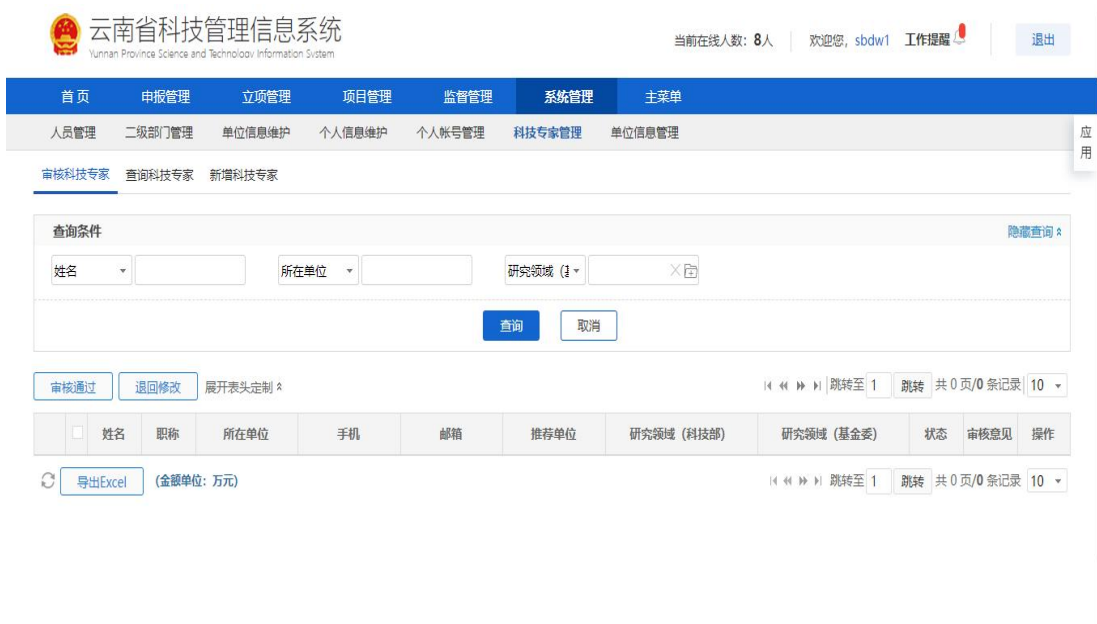 云南省科技管理信息系统
Yunnan Province Science and Technology Information System
当前在线人数：8人 欢迎您，sbdw1 工作提醒 退出
首页 申报管理 立项管理 项目管理 监督管理 系统管理 主菜单
人员管理 二级部门管理 单位信息维护 个人信息维护 个人帐号管理 科技专家管理 单位信息管理
应用
审核科技专家 查询科技专家 新增科技专家
查询条件 隐藏查询
姓名 所在单位 研究领域（
查询 取消
审核通过 退回修改 展开表头定制 跳转至 1 跳转 共 0 页/0 条记录 10
姓名 职称 所在单位 手机 邮箱 推荐单位 研究领域（科技部） 研究领域（基金委） 状态 审核意见 操作
导出Excel （金额单位：万元） 跳转至 1 跳转 共 0 页/0 条记录 10